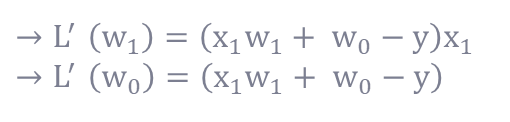 → L′ (w₁) = (x₁w₁ + w₀ − y)x₁
→ L′ (w₀) = (x₁w₁ + w₀ − y)